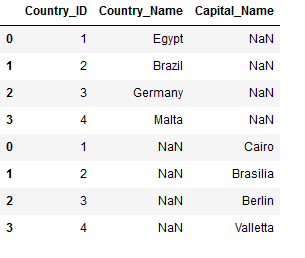 Country_ID Country_Name Capital_Name
0 1 Egypt NaN
1 2 Brazil NaN
2 3 Germany NaN
3 4 Malta NaN
0 1 NaN Cairo
1 2 NaN Brasilia
2 3 NaN Berlin
3 4 NaN Valletta